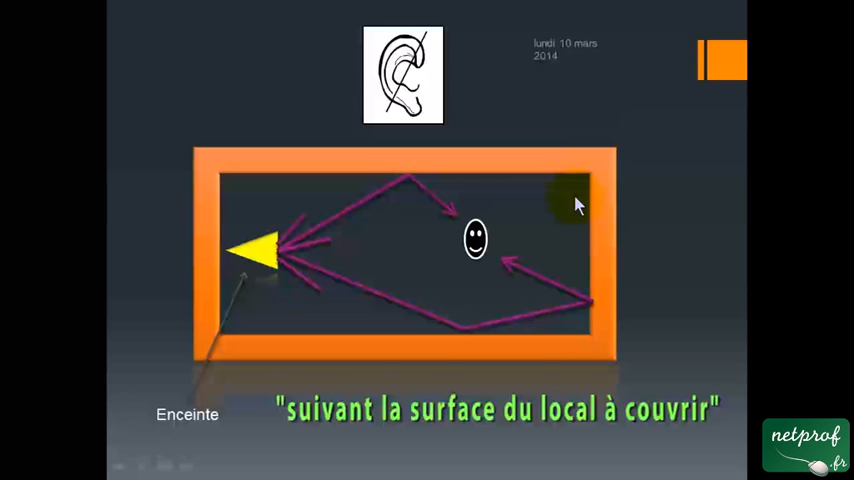 lundi 10 mars
2014
Enceinte
"suivant la surface du local à couvrir"
netprof
.fr